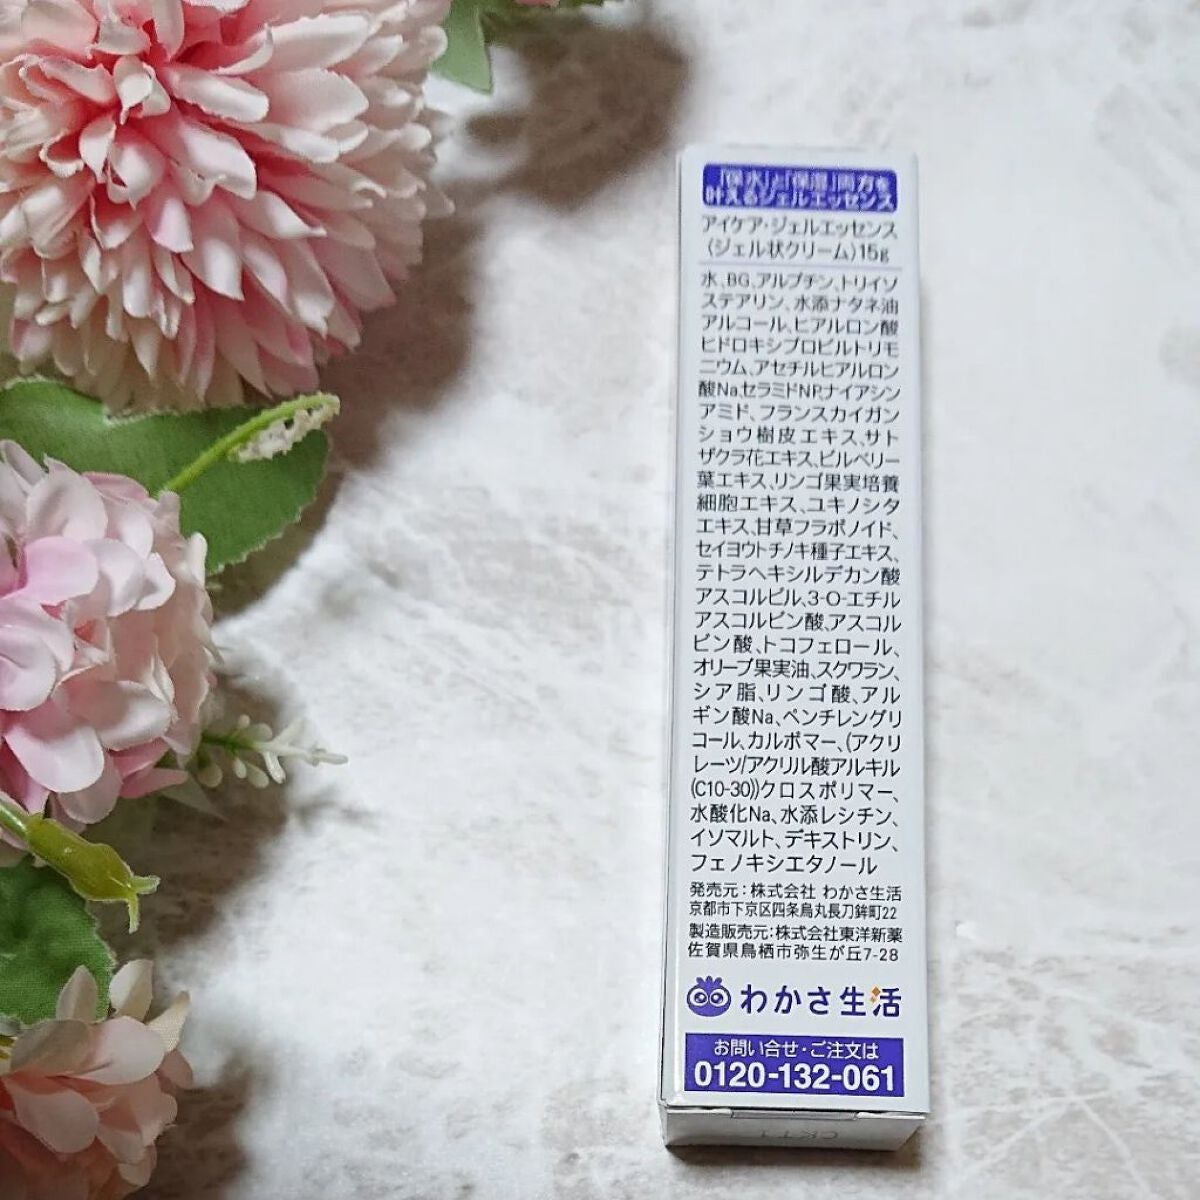 「保水」と「保湿」両方を
叶えるジェルエッセンス
アイケア・ジェルエッセンス
(ジェル状クリーム)15g
水、BG、アルブチン、トリイソ
ステアリン、水添ナタネ油
アルコール、ヒアルロン酸
ヒドロキシプロピルトリモ
ニウム、アセチルヒアルロン
酸Na、セラミドNP、ナイアシン
アミド、フランスカイガン
ショウ樹皮エキス、サト
ザクラ花エキス、ビルベリー
葉エキス、リンゴ果実培養
細胞エキス、ユキノシタ
エキス、甘草フラボノイド、
セイヨウトチノキ種子エキス、
テトラヘキシルデカン酸
アスコルビル、3-O-エチル
アスコルビン酸、アスコル
ビン酸、トコフェロール、
オリーブ果実油、スクワラン、
シア脂、リンゴ酸、アル
ギン酸Na、ペンチレングリ
コール、カルボマー、(アクリ
レーツ/アクリル酸アルキル
(C10-30))クロスポリマー、
水酸化Na、水添レシチン、
イソマルト、デキストリン、
フェノキシエタノール
発売元：株式会社 わかさ生活
京都市下京区四条烏丸長刀鉾町22
製造販売元：株式会社東洋新薬
佐賀県鳥栖市弥生が丘7-28
わかさ生活
お問い合せ・ご注文は
0120-132-061